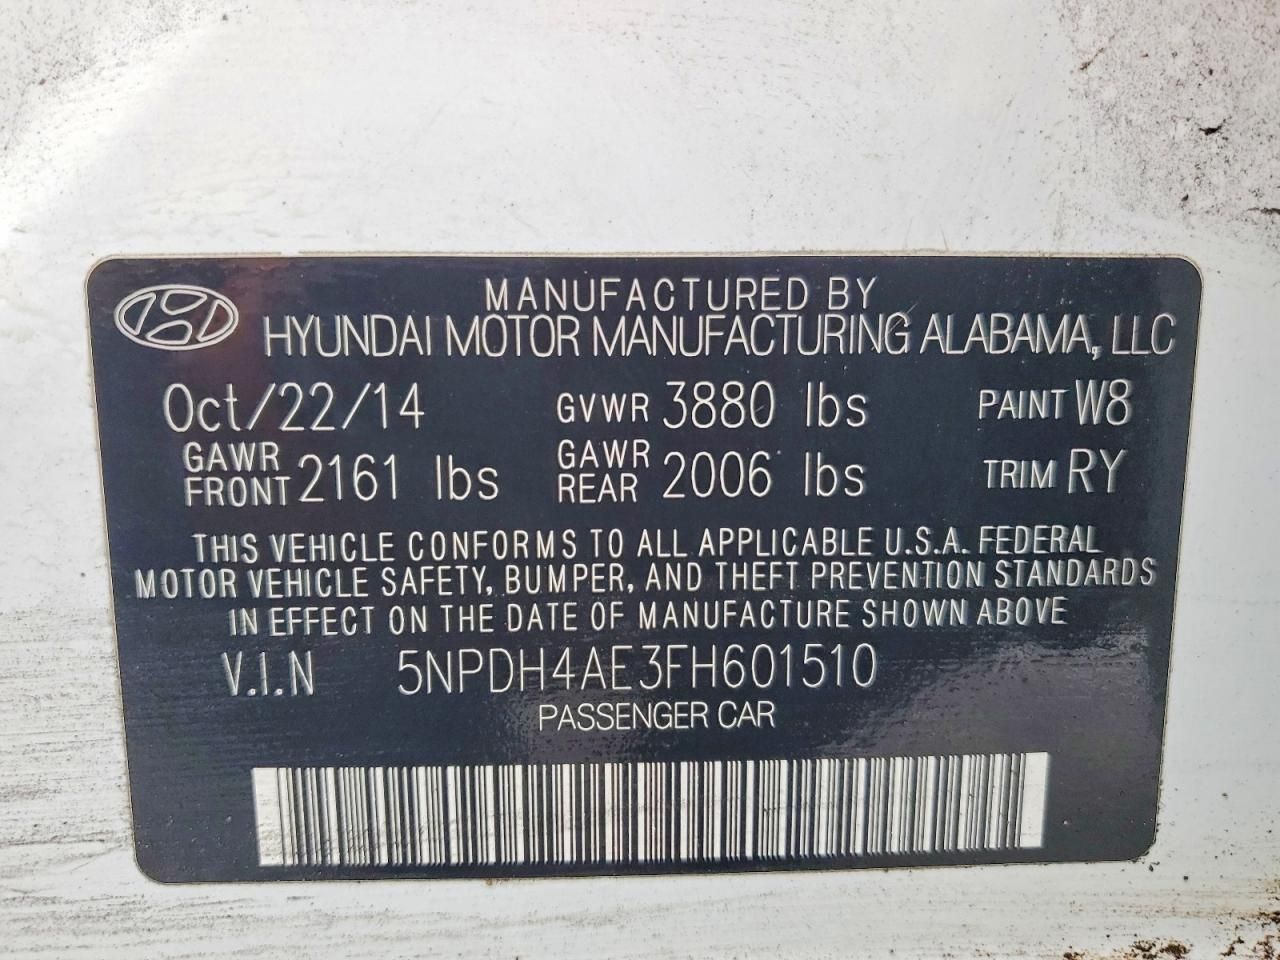 MANUFACTURED BY
HYUNDAI MOTOR MANUFACTURING ALABAMA, LLC
Oct/22/14 GVWR 3880 lbs PAINT W8
GAWR FRONT 2161 lbs GAWR REAR 2006 lbs TRIM RY
THIS VEHICLE CONFORMS TO ALL APPLICABLE U.S.A. FEDERAL
MOTOR VEHICLE SAFETY, BUMPER, AND THEFT PREVENTION STANDARDS
IN EFFECT ON THE DATE OF MANUFACTURE SHOWN ABOVE
V.I.N 5NPDH4AE3FH601510
PASSENGER CAR